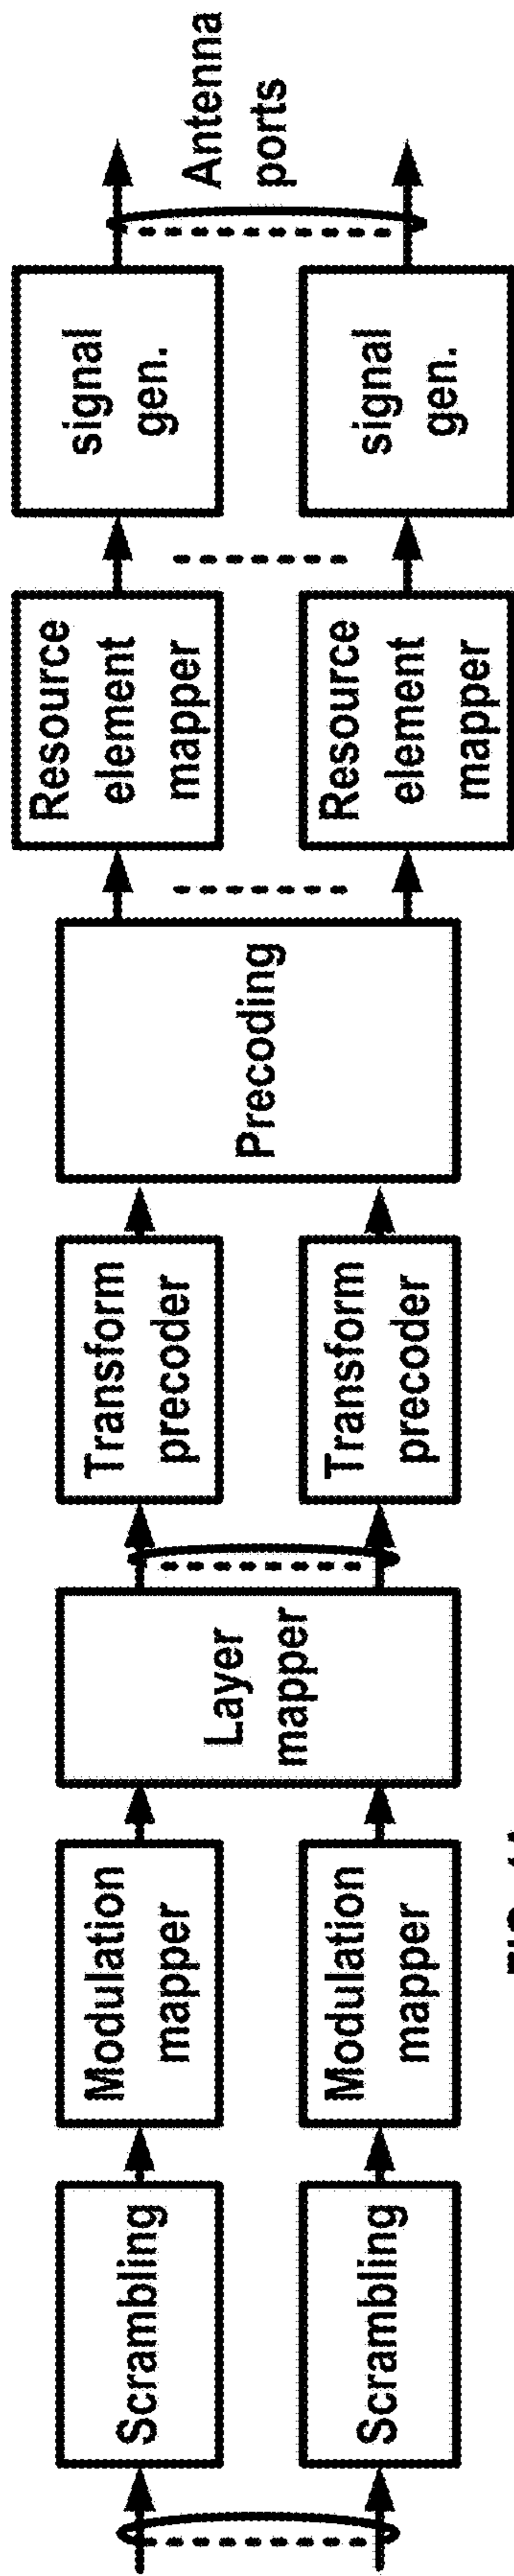 Scrambling
Modulation
mapper
Layer
mapper
Transform
precoder
Precoding
Resource
element
mapper
signal
gen.
Antenna
ports
Scrambling
Modulation
mapper
Transform
precoder
Resource
element
mapper
signal
gen.